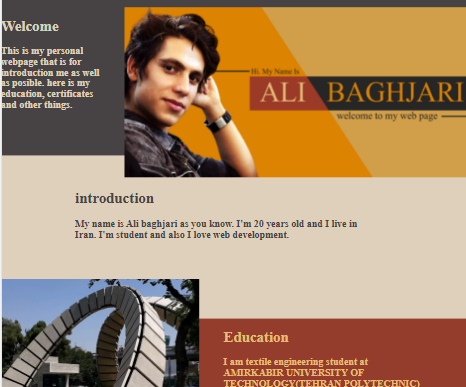 Welcome
This is my personal
webpage that is for
introduction me as well
as posible. here is my
education, certificates
and other things.
Hi, My Name Is
ALI BAGHJARI
welcome to my web page
introduction
My name is Ali baghjari as you know. I'm 20 years old and I live in
Iran. I'm student and also I love web development.
Education
I am textile engineering student at
AMIRKABIR UNIVERSITY OF
TECHNOLOGY(TEHRAN POLYTECHNIC)